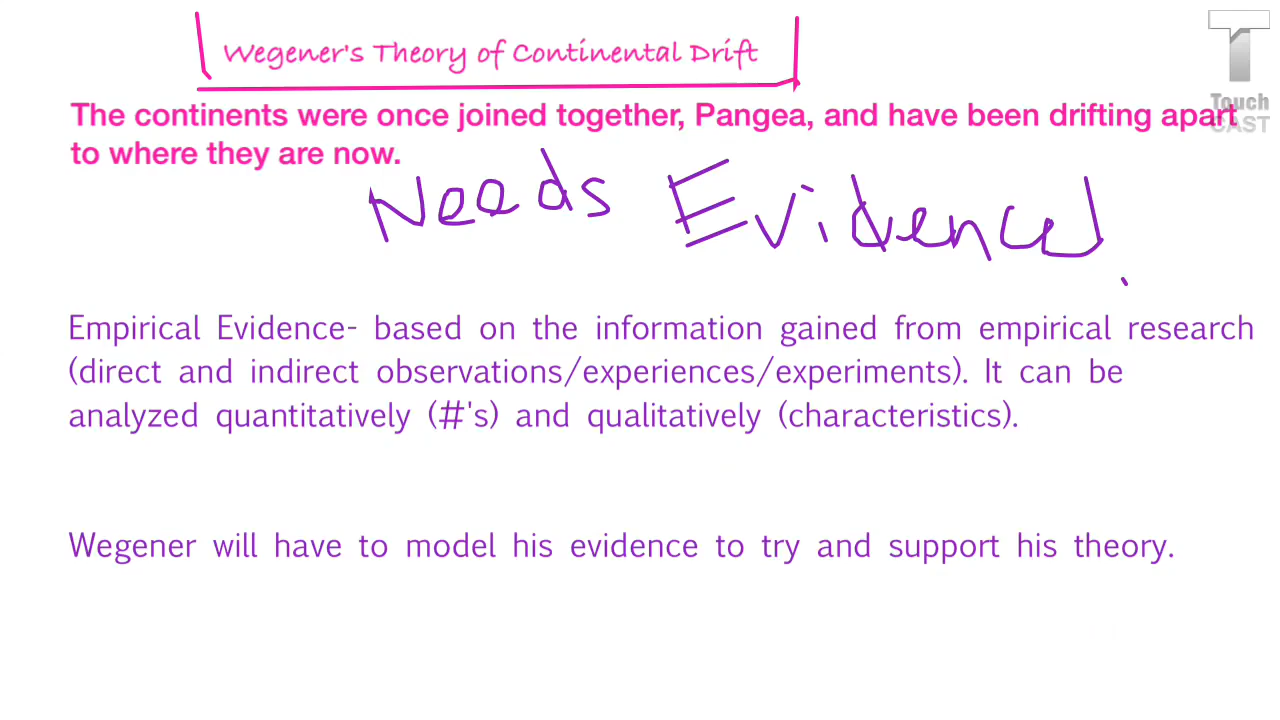 Wegener's Theory of Continental Drift
Touch
CAST
The continents were once joined together, Pangea, and have been drifting apart
to where they are now.
Needs Evidence.
Empirical Evidence- based on the information gained from empirical research
(direct and indirect observations/experiences/experiments). It can be
analyzed quantitatively (#'s) and qualitatively (characteristics).
Wegener will have to model his evidence to try and support his theory.